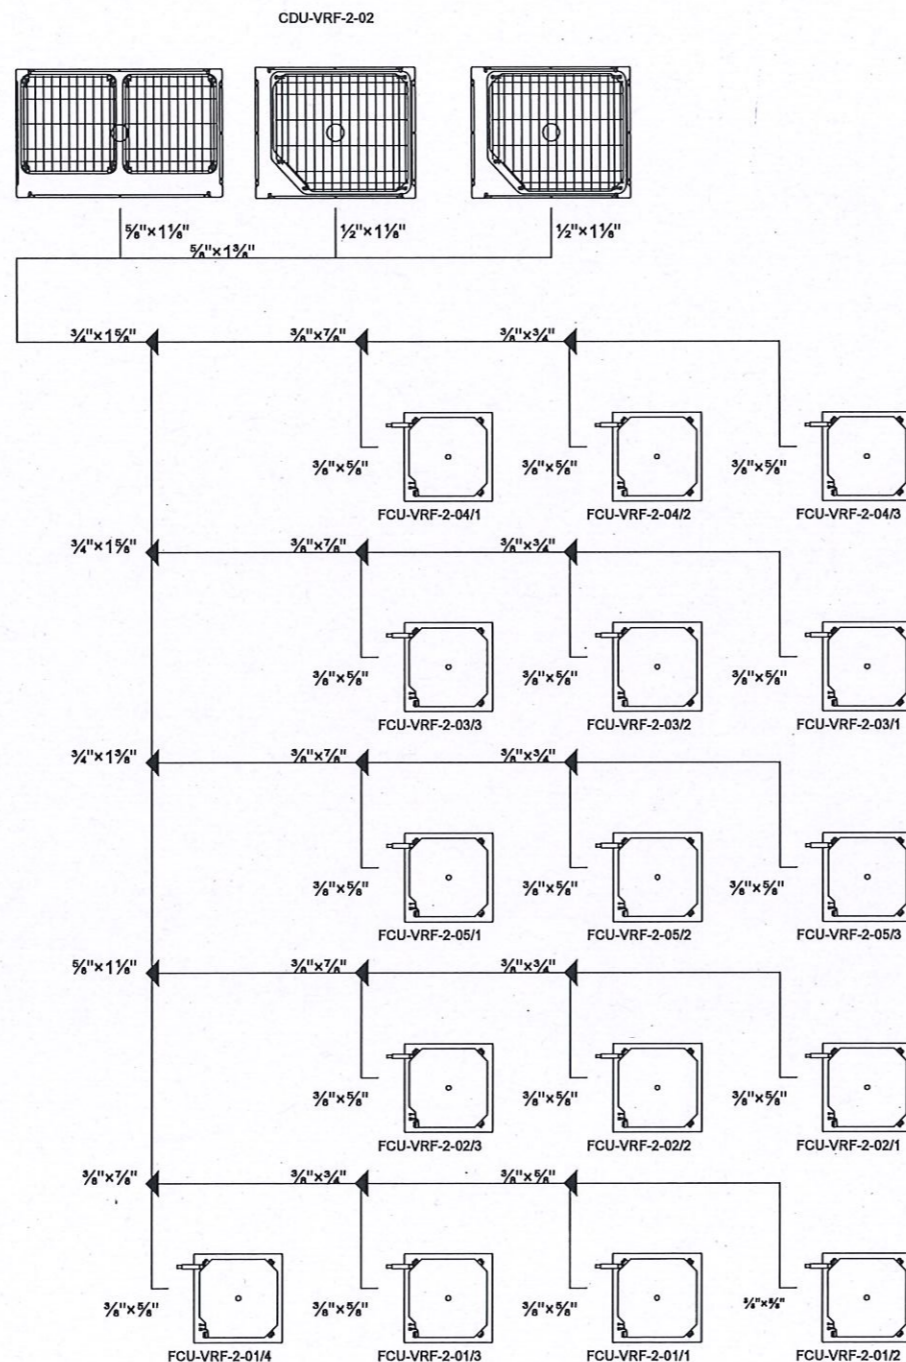 CDU-VRF-2-02
⅝"×1⅛" ½"×1⅛" ½"×1⅛"
⅝"×1⅜"
¾"×1⅝" ⅜"×⅞" ⅜"×¾"
⅜"×⅝" ⅜"×⅝" ⅜"×⅝"
FCU-VRF-2-04/1 FCU-VRF-2-04/2 FCU-VRF-2-04/3
¾"×1⅝" ⅜"×⅞" ⅜"×¾"
⅜"×⅝" ⅜"×⅝" ⅜"×⅝"
FCU-VRF-2-03/3 FCU-VRF-2-03/2 FCU-VRF-2-03/1
¾"×1⅜" ⅜"×⅞" ⅜"×¾"
⅜"×⅝" ⅜"×⅝" ⅜"×⅝"
FCU-VRF-2-05/1 FCU-VRF-2-05/2 FCU-VRF-2-05/3
⅝"×1⅛" ⅜"×⅞" ⅜"×¾"
⅜"×⅝" ⅜"×⅝" ⅜"×⅝"
FCU-VRF-2-02/3 FCU-VRF-2-02/2 FCU-VRF-2-02/1
⅜"×⅞" ⅜"×¾" ⅜"×⅝"
⅜"×⅝" ⅜"×⅝" ⅜"×⅝"
FCU-VRF-2-01/4 FCU-VRF-2-01/3 FCU-VRF-2-01/1 FCU-VRF-2-01/2